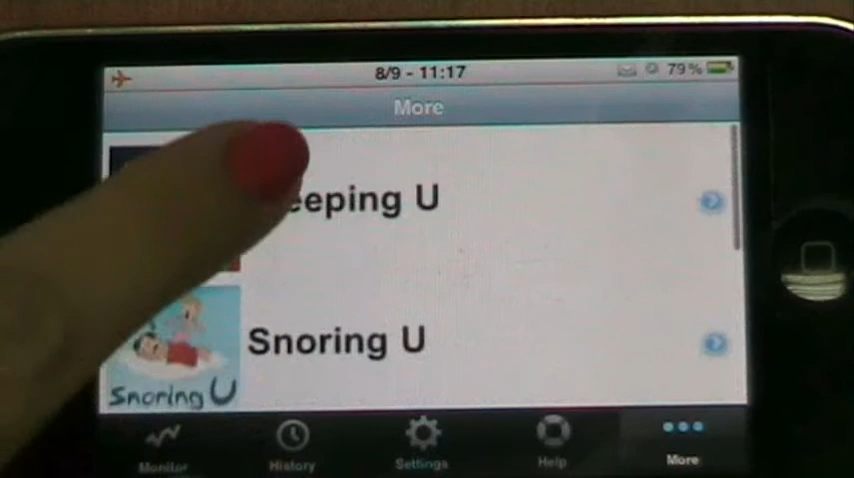 8/9 - 11:17
79%
More
eeping U
Snoring U
Snoring U
Monitor
History
Settings
Help
More